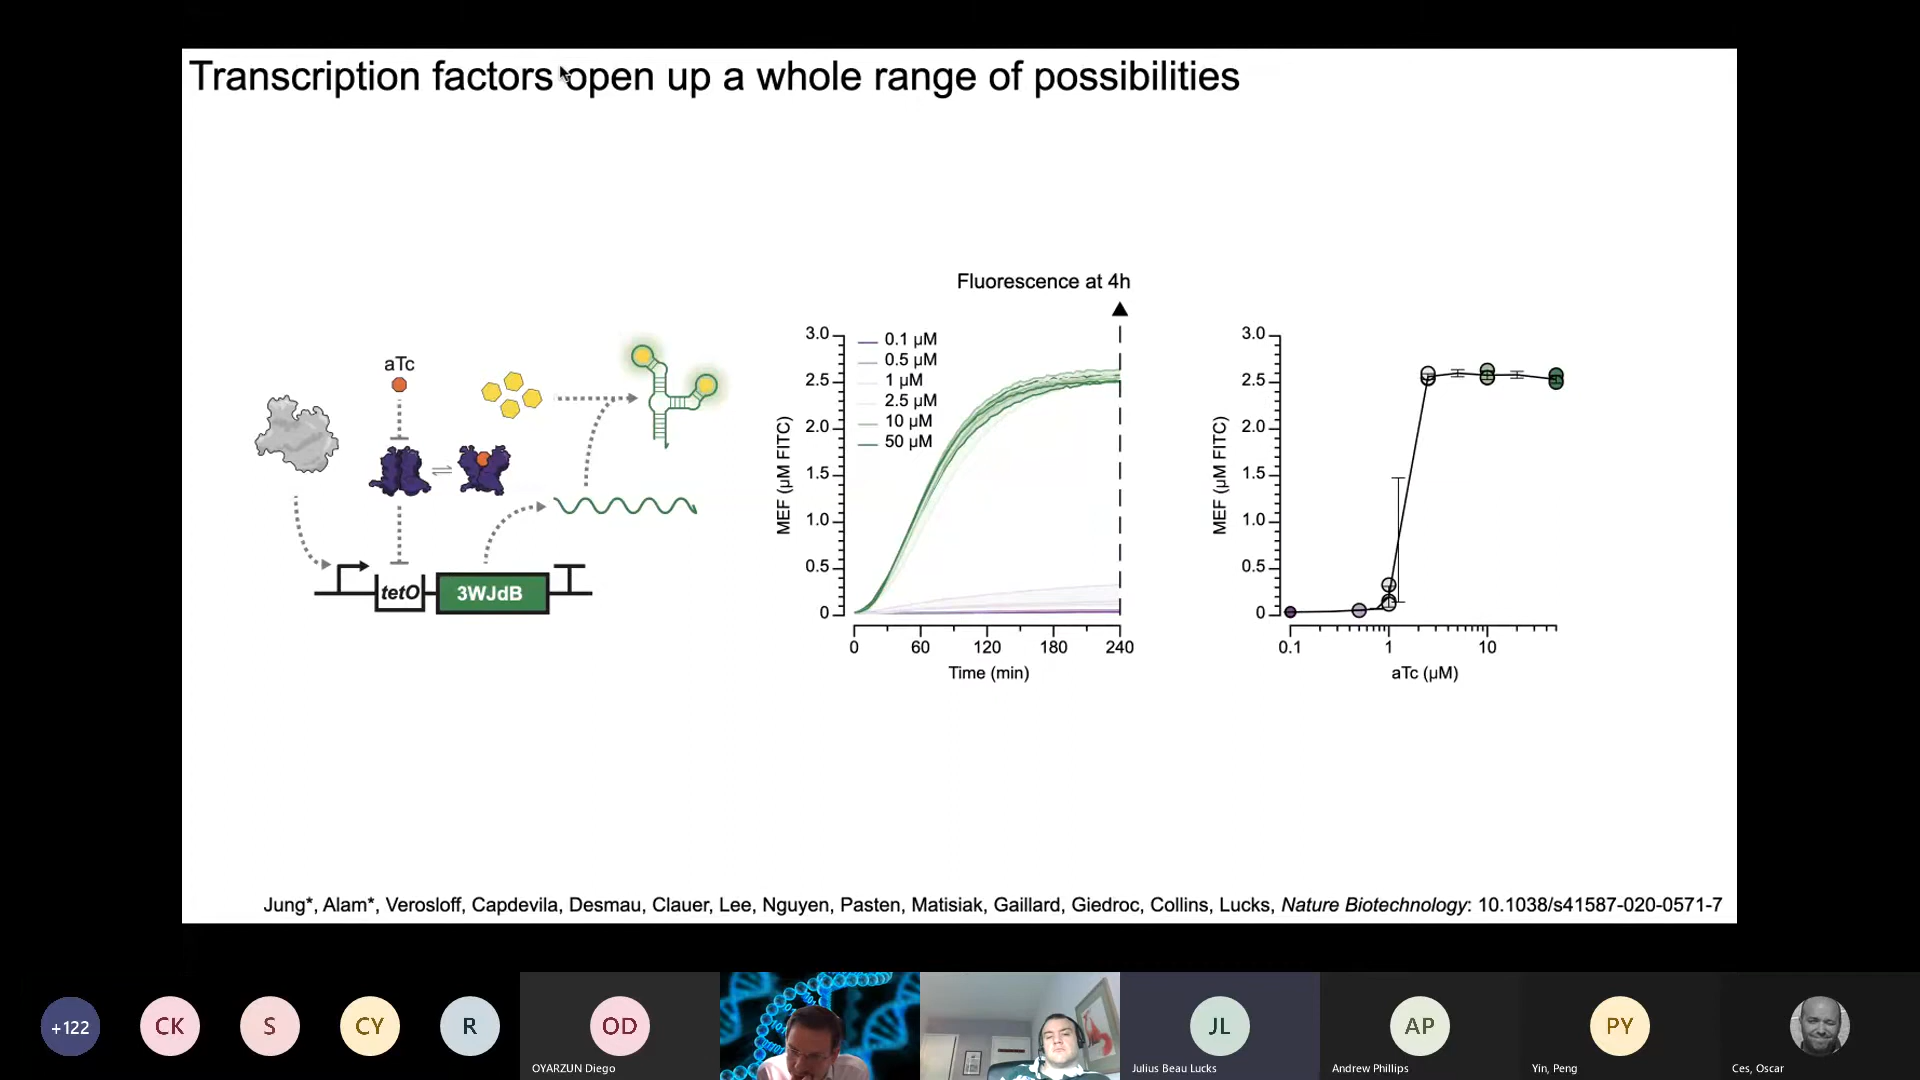 Transcription factors open up a whole range of possibilities
aTc
tetO
3WJdB
Fluorescence at 4h
MEF (μM FITC)
3.0
2.5
2.0
1.5
1.0
0.5
0
0.1 μM
0.5 μM
1 μM
2.5 μM
10 μM
50 μM
0 60 120 180 240
Time (min)
MEF (μM FITC)
3.0
2.5
2.0
1.5
1.0
0.5
0
0.1 1 10
aTc (μM)
Jung*, Alam*, Verosloff, Capdevila, Desmau, Clauer, Lee, Nguyen, Pasten, Matisiak, Gaillard, Giedroc, Collins, Lucks, Nature Biotechnology: 10.1038/s41587-020-0571-7
+122
CK
S
CY
R
OD
OYARZUN Diego
JL
Julius Beau Lucks
AP
Andrew Phillips
PY
Yin, Peng
Ces, Oscar